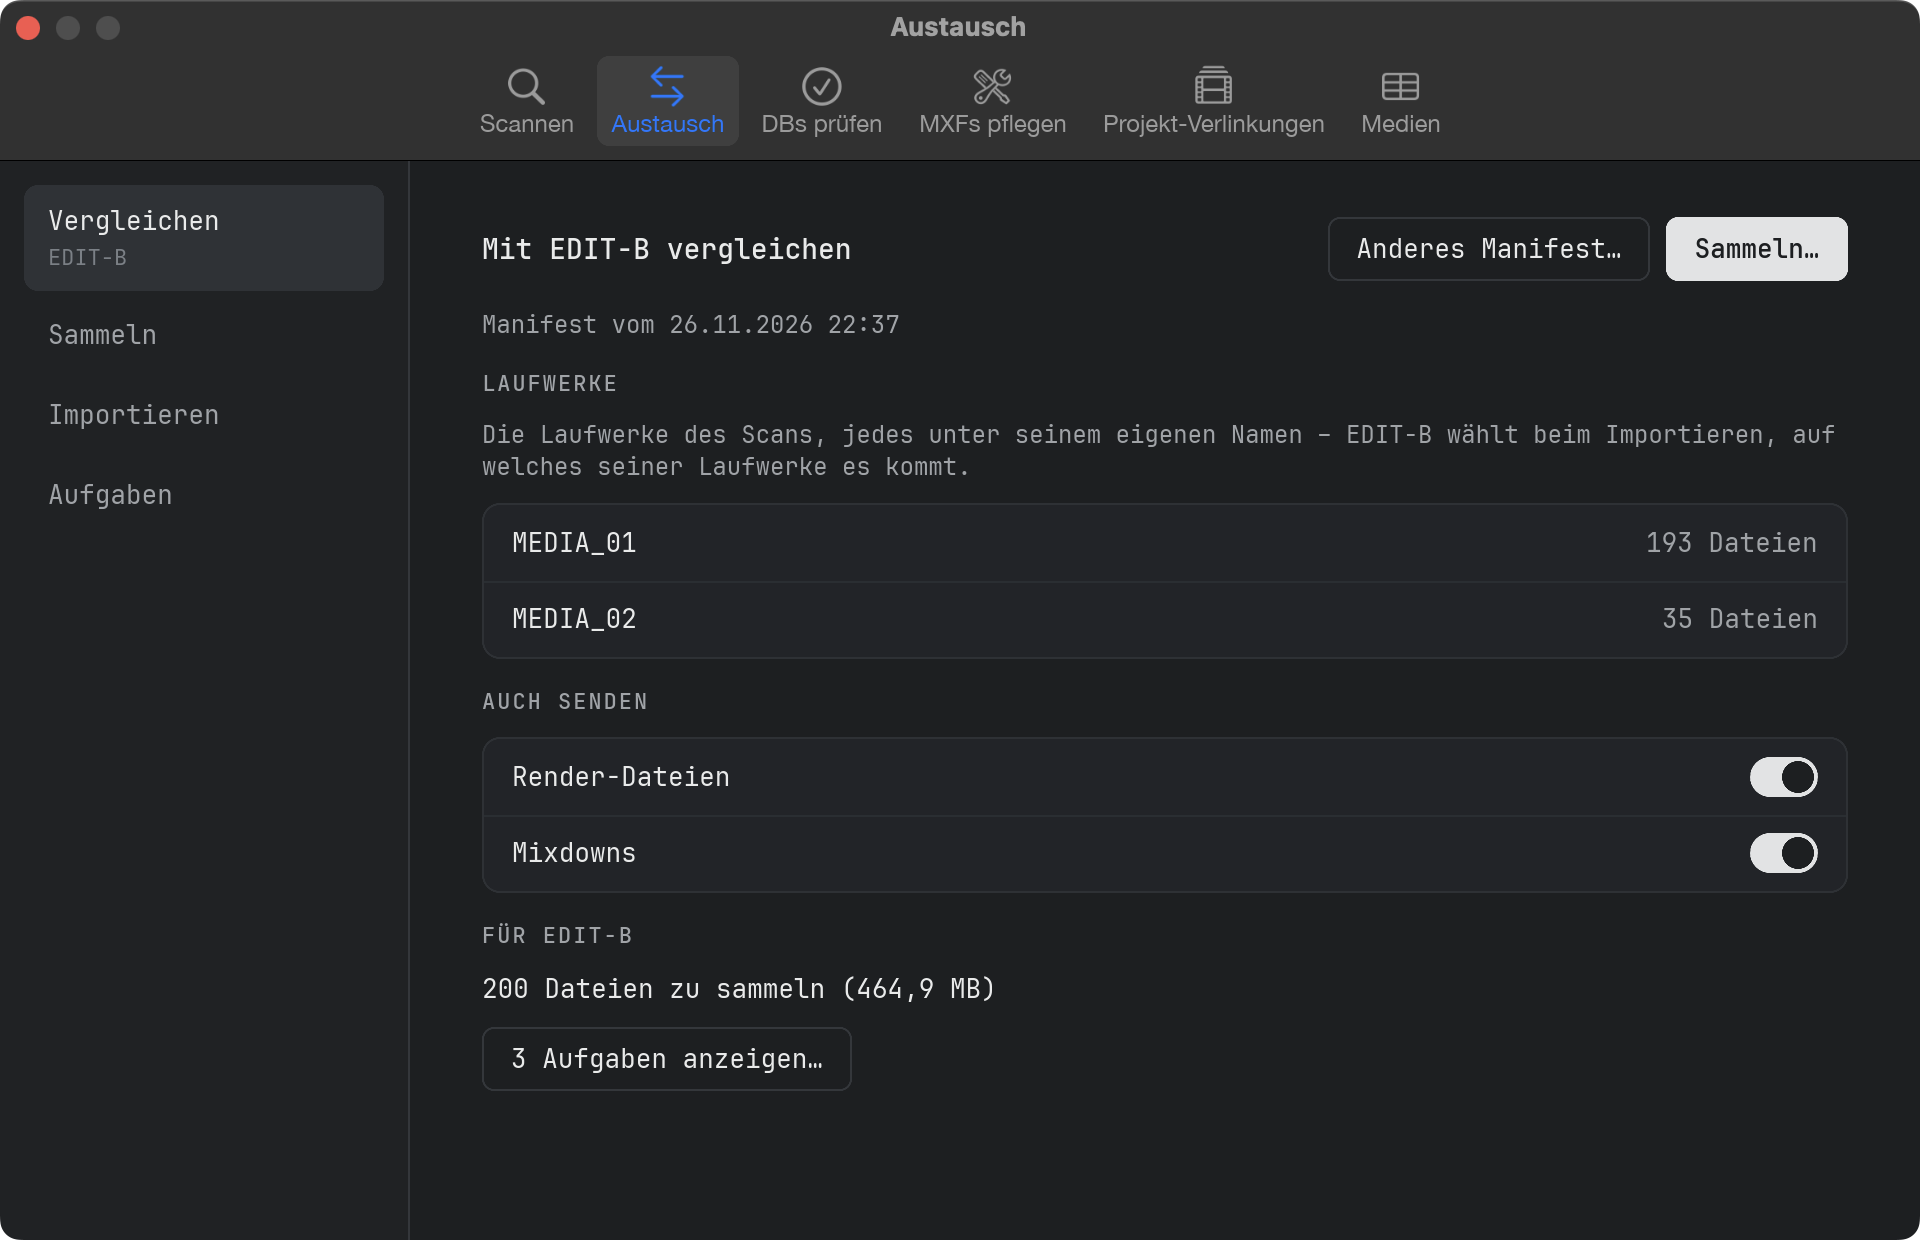 Austausch
Scannen
Austausch
DBs prüfen
MXFs pflegen
Projekt-Verlinkungen
Medien
Vergleichen
EDIT-B
Sammeln
Importieren
Aufgaben
Mit EDIT-B vergleichen
Anderes Manifest…
Sammeln…
Manifest vom 26.11.2026 22:37
LAUFWERKE
Die Laufwerke des Scans, jedes unter seinem eigenen Namen – EDIT-B wählt beim Importieren, auf
welches seiner Laufwerke es kommt.
MEDIA_01
193 Dateien
MEDIA_02
35 Dateien
AUCH SENDEN
Render-Dateien
Mixdowns
FÜR EDIT-B
200 Dateien zu sammeln (464,9 MB)
3 Aufgaben anzeigen…